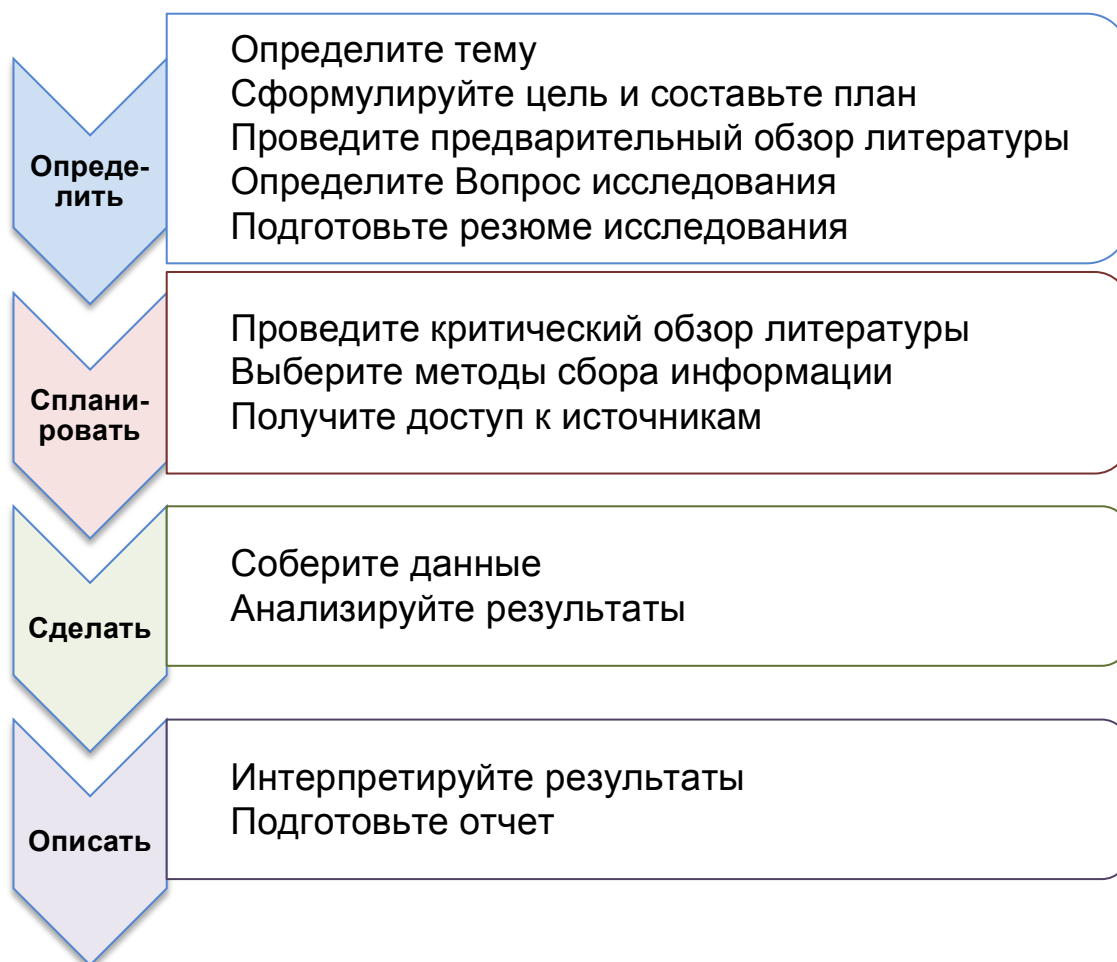 Опреде-
лить
Определите тему
Сформулируйте цель и составьте план
Проведите предварительный обзор литературы
Определите Вопрос исследования
Подготовьте резюме исследования
Сплани-
ровать
Проведите критический обзор литературы
Выберите методы сбора информации
Получите доступ к источникам
Сделать
Соберите данные
Анализируйте результаты
Описать
Интерпретируйте результаты
Подготовьте отчет